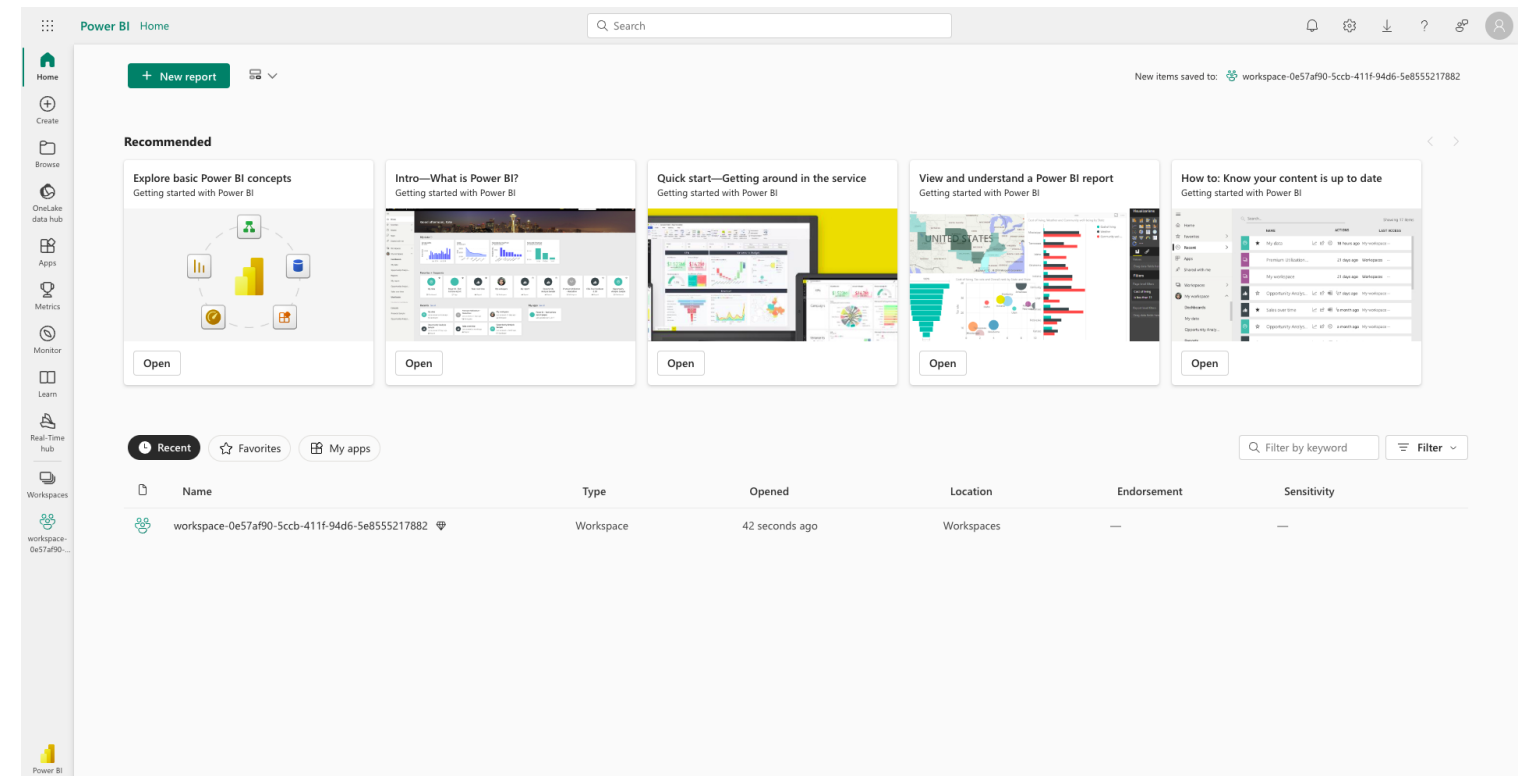 Power BI Home
Search
Home
Create
Browse
OneLake
data hub
Apps
Metrics
Monitor
Learn
Real-Time
hub
Workspaces
workspace-
0e57af90-...
Power BI
+ New report
New items saved to: workspace-0e57af90-5ccb-411f-94d6-5e8555217882
Recommended
Explore basic Power BI concepts
Getting started with Power BI
Open
Intro—What is Power BI?
Getting started with Power BI
Open
Quick start—Getting around in the service
Getting started with Power BI
Open
View and understand a Power BI report
Getting started with Power BI
UNITED STATES
Open
How to: Know your content is up to date
Getting started with Power BI
Open
Recent
Favorites
My apps
Filter by keyword
Filter
Name Type Opened Location Endorsement Sensitivity
workspace-0e57af90-5ccb-411f-94d6-5e8555217882 Workspace 42 seconds ago Workspaces — —